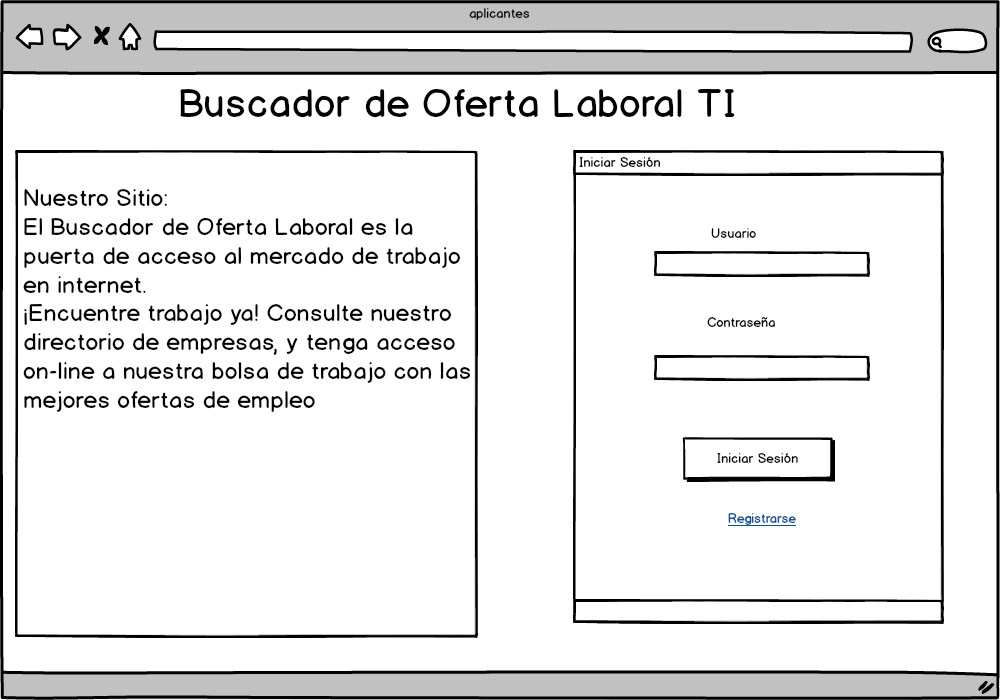 aplicantes
Buscador de Oferta Laboral TI
Nuestro Sitio:
El Buscador de Oferta Laboral es la
puerta de acceso al mercado de trabajo
en internet.
¡Encuentre trabajo ya! Consulte nuestro
directorio de empresas, y tenga acceso
on-line a nuestra bolsa de trabajo con las
mejores ofertas de empleo
Iniciar Sesión
Usuario
Contraseña
Iniciar Sesión
Registrarse